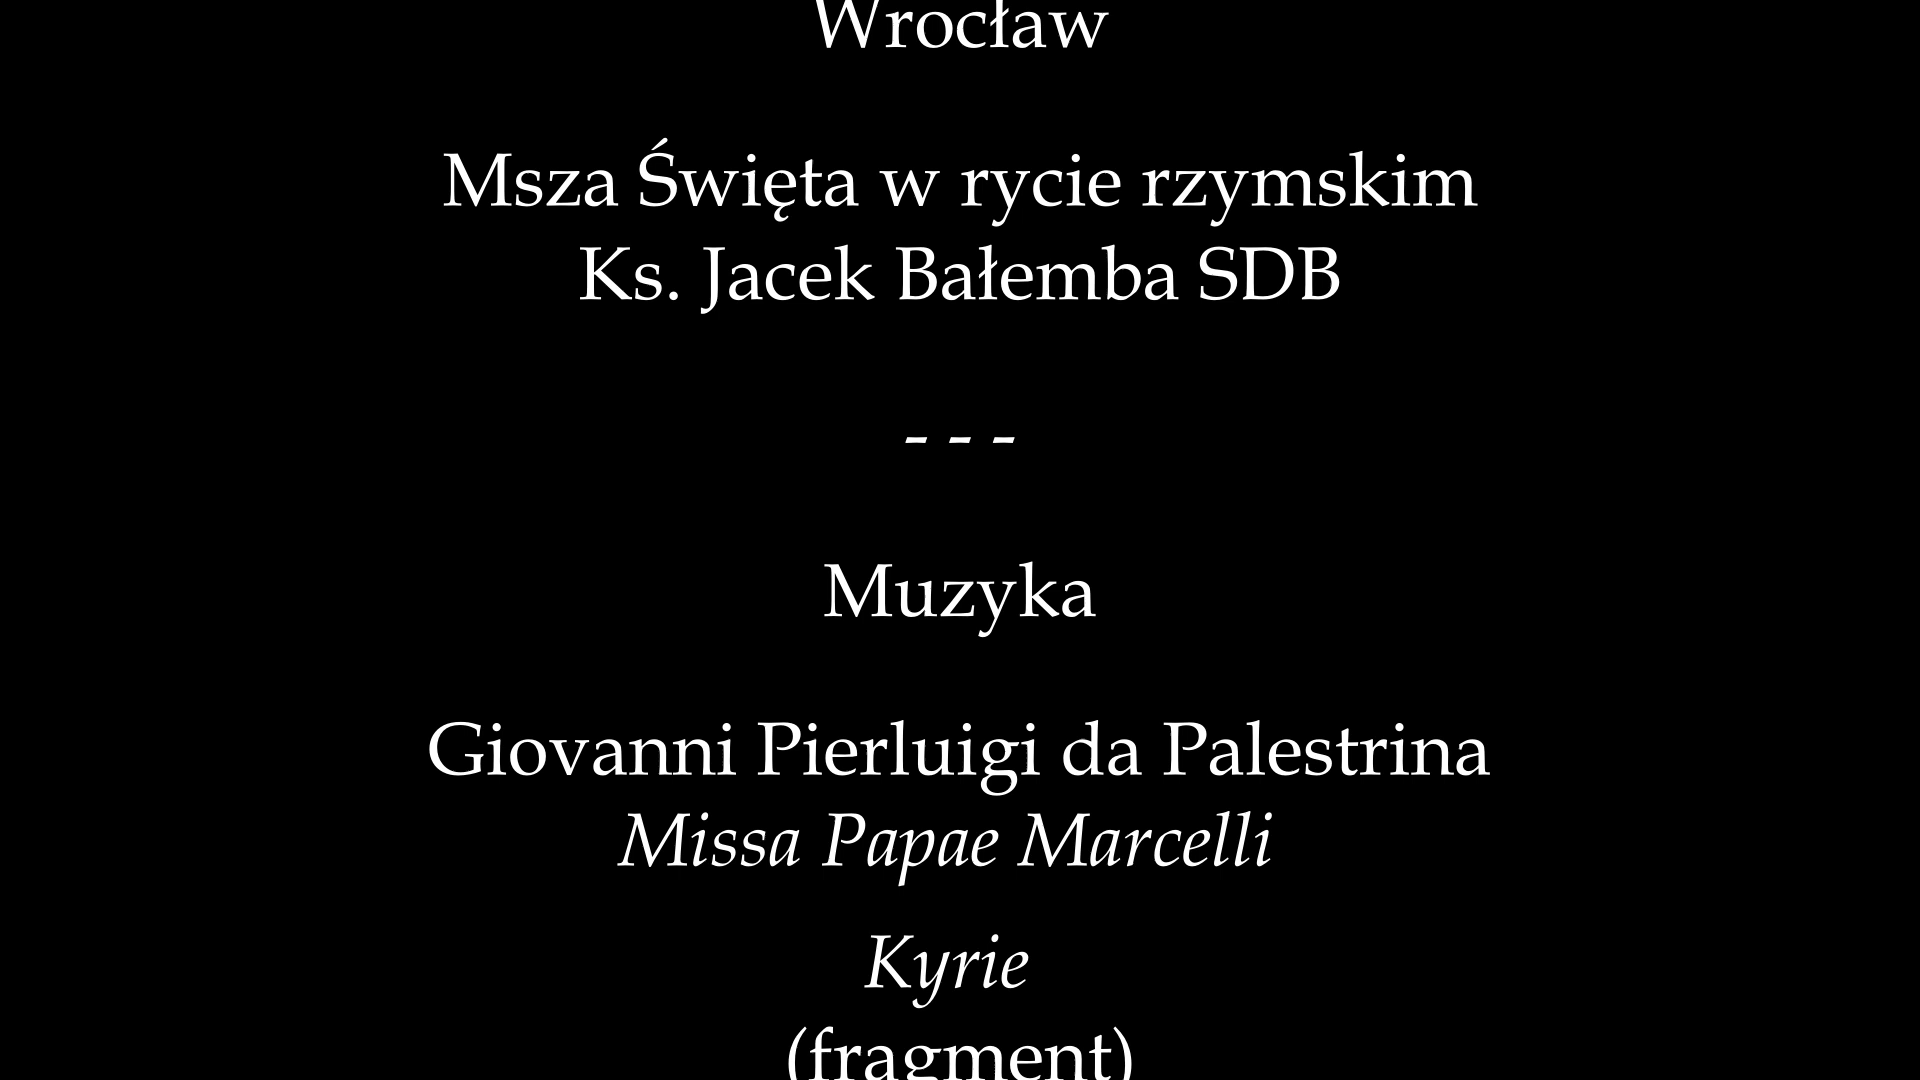 Wrocław
Msza Święta w rycie rzymskim
Ks. Jacek Bałemba SDB
- - -
Muzyka
Giovanni Pierluigi da Palestrina
Missa Papae Marcelli
Kyrie
(fragment)